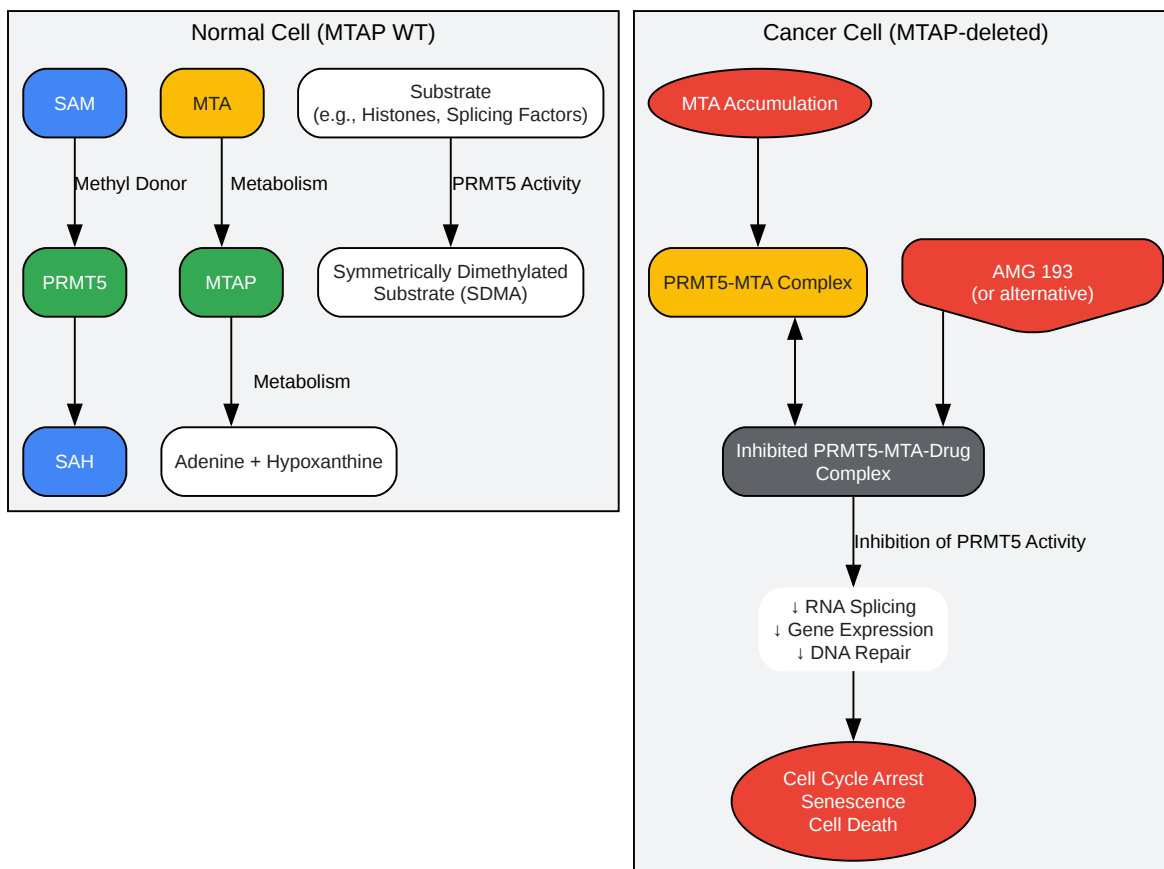 Normal Cell (MTAP WT)
SAM
MTA
Substrate
(e.g., Histones, Splicing Factors)
Methyl Donor
Metabolism
PRMT5 Activity
PRMT5
MTAP
Symmetrically Dimethylated
Substrate (SDMA)
Metabolism
SAH
Adenine + Hypoxanthine
Cancer Cell (MTAP-deleted)
MTA Accumulation
PRMT5-MTA Complex
AMG 193
(or alternative)
Inhibited PRMT5-MTA-Drug
Complex
Inhibition of PRMT5 Activity
↓ RNA Splicing
↓ Gene Expression
↓ DNA Repair
Cell Cycle Arrest
Senescence
Cell Death